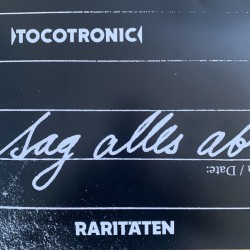 TOCOTRONIC
Sag alles ab
/ Date:
RARITÄTEN